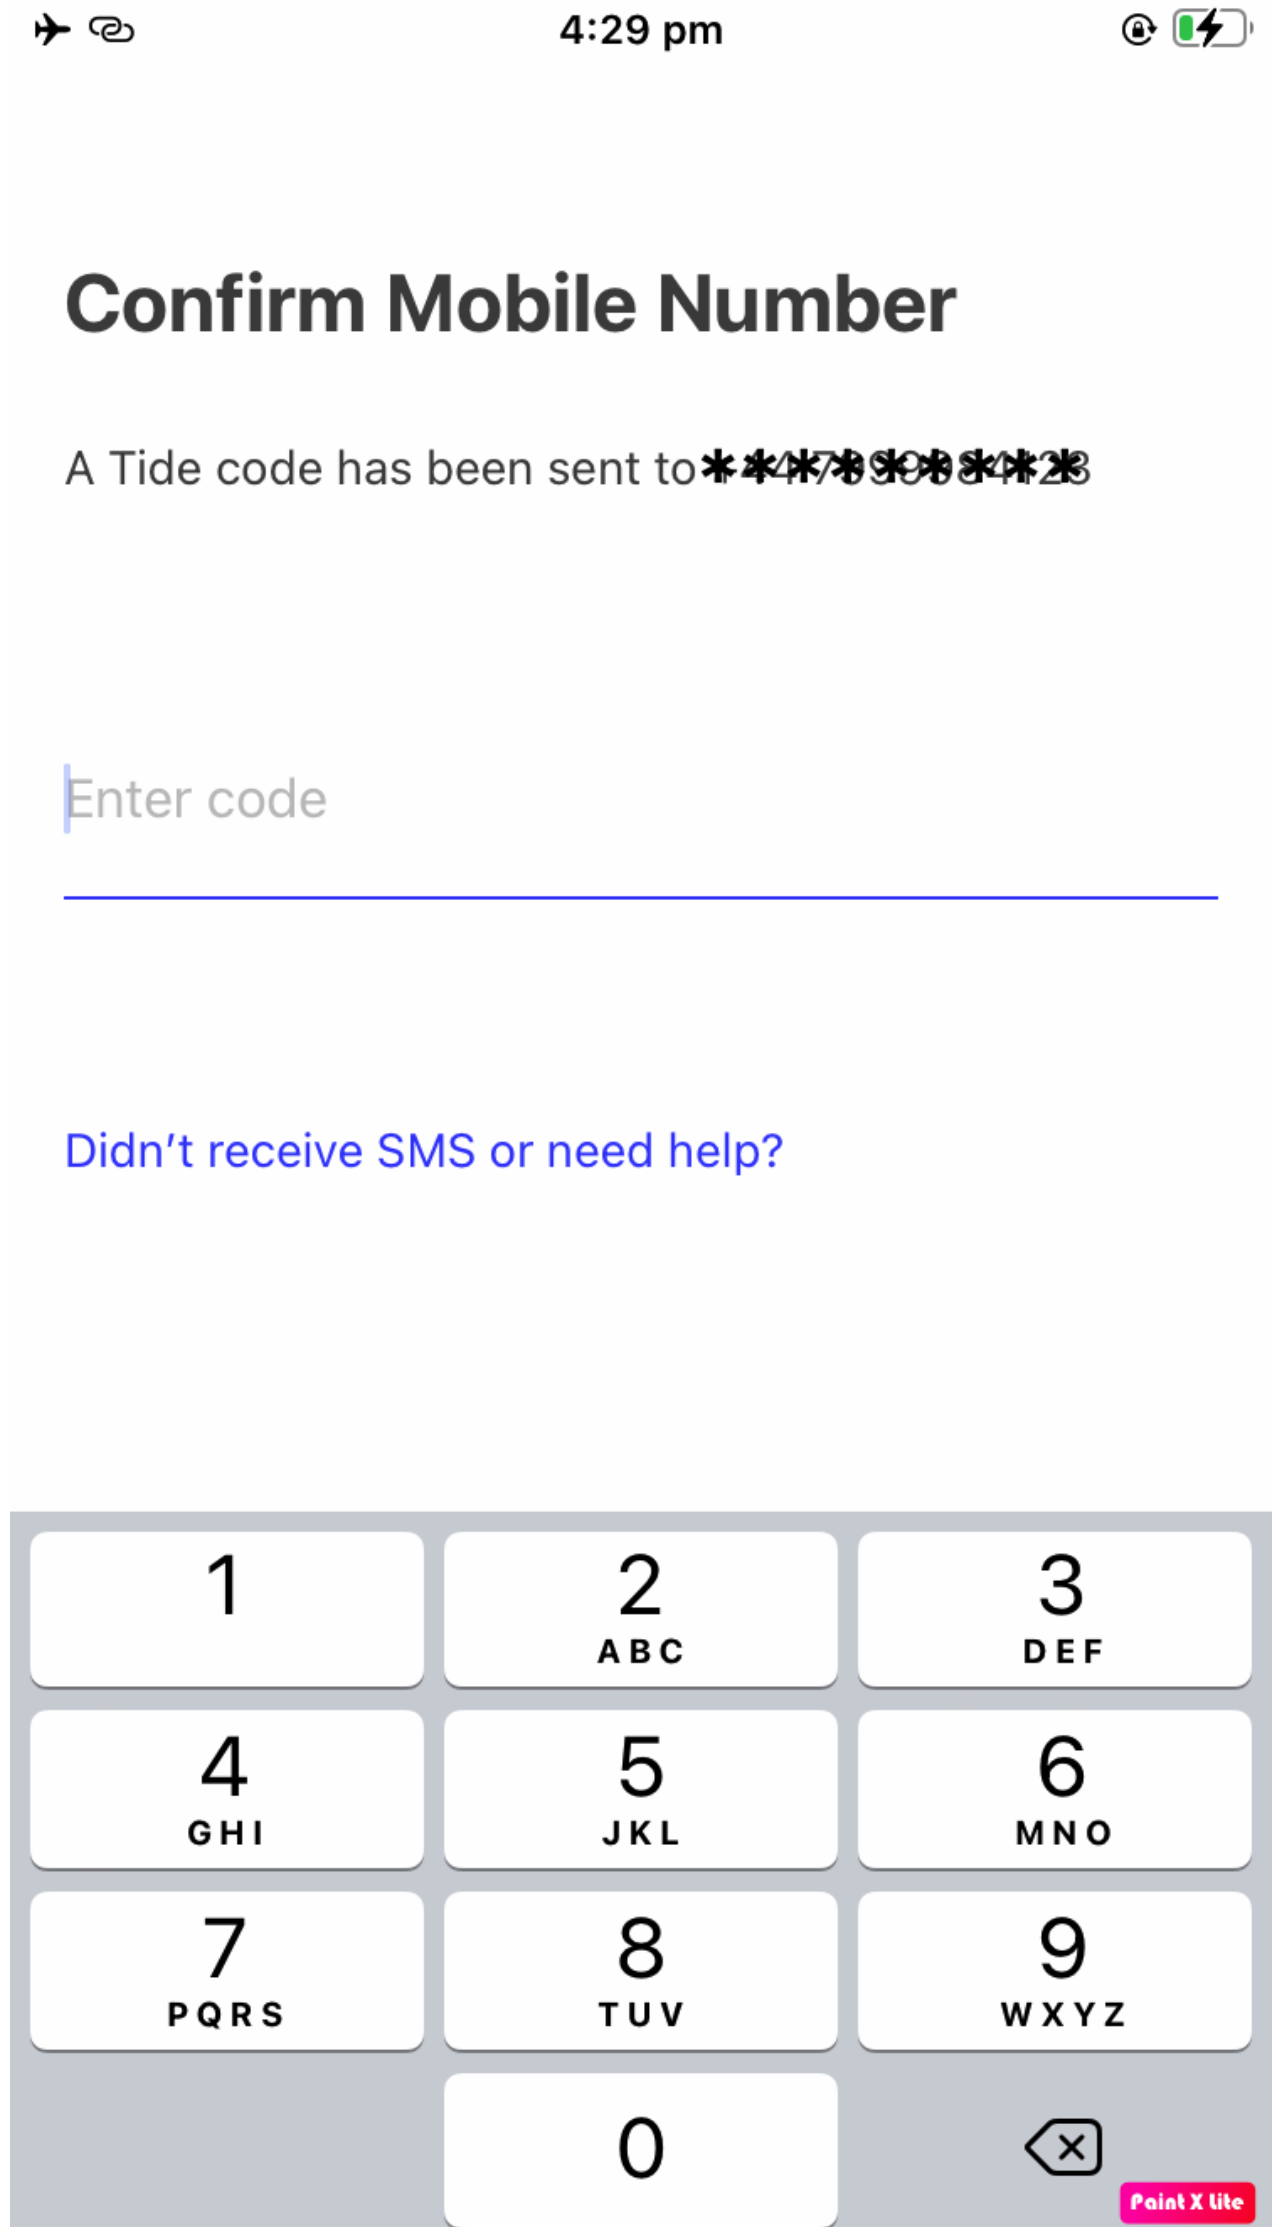 4:29 pm
Confirm Mobile Number
A Tide code has been sent to **********
Enter code
Didn't receive SMS or need help?
1
2
ABC
3
DEF
4
GHI
5
JKL
6
MNO
7
PQRS
8
TUV
9
WXYZ
0
Paint X Lite